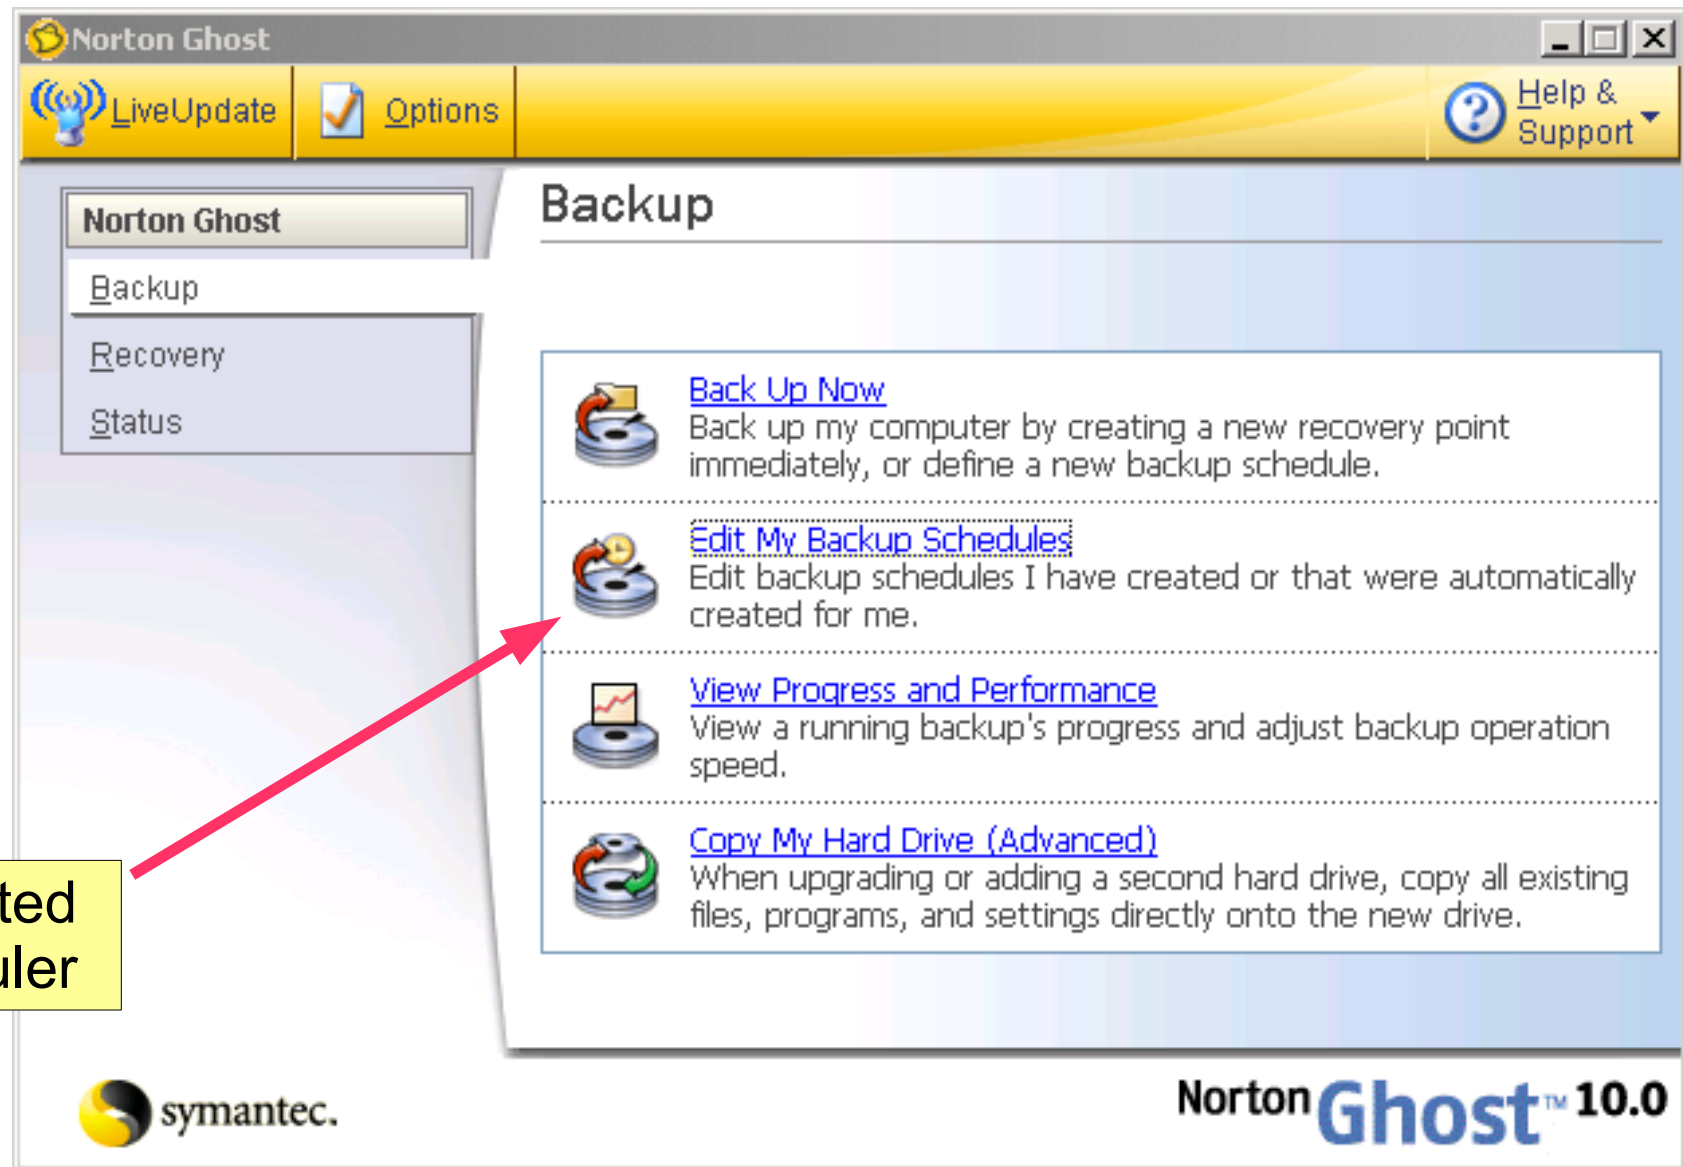 Norton Ghost
LiveUpdate
Options
Help &
Support
Norton Ghost
Backup
Recovery
Status
Backup
Back Up Now
Back up my computer by creating a new recovery point
immediately, or define a new backup schedule.
Edit My Backup Schedules
Edit backup schedules I have created or that were automatically
created for me.
View Progress and Performance
View a running backup's progress and adjust backup operation
speed.
Copy My Hard Drive (Advanced)
When upgrading or adding a second hard drive, copy all existing
files, programs, and settings directly onto the new drive.
symantec.
Norton Ghost™ 10.0